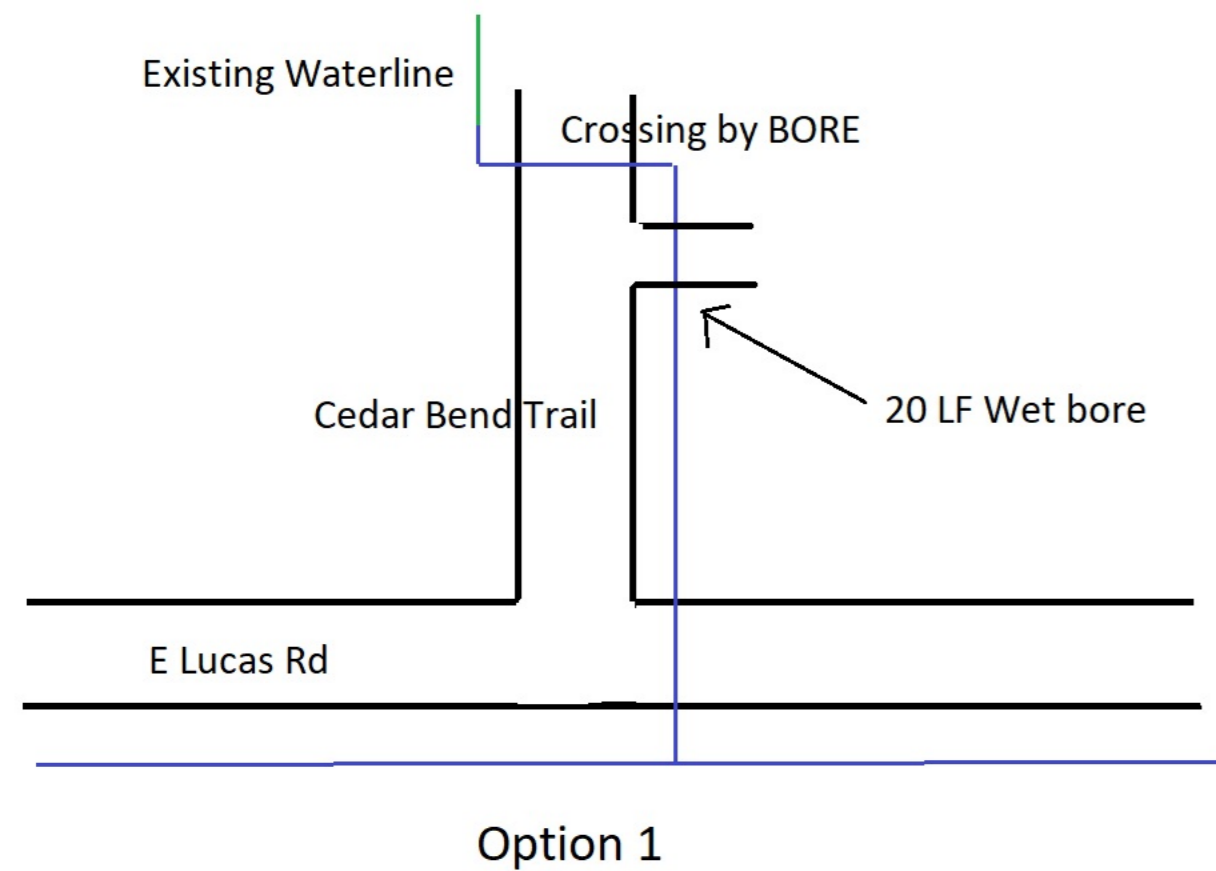 Existing Waterline
Crossing by BORE
Cedar Bend Trail
20 LF Wet bore
E Lucas Rd
Option 1